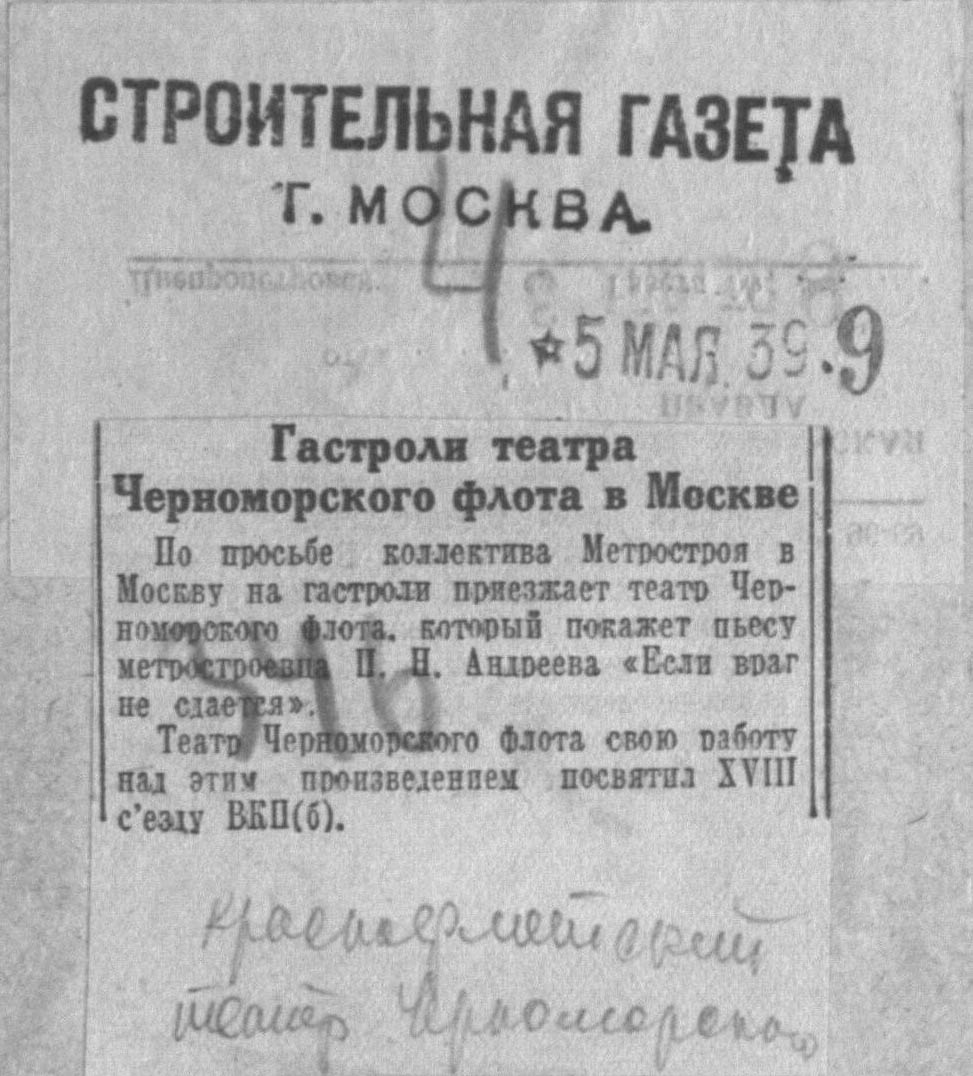 СТРОИТЕЛЬНАЯ ГАЗЕТА
Г. МОСКВА.
4
5 МАЯ 39 . 9
Гастроли театра
Черноморского флота в Москве
По просьбе коллектива Метростроя в
Москву на гастроли приезжает театр Чер-
номорского флота, который покажет пьесу
метростроевца П. Н. Андреева «Если враг
не сдается».
Театр Черноморского флота свою работу
над этим произведением посвятил XVIII
с’езду ВКП(б).
Красноармейский
театр Черноморского